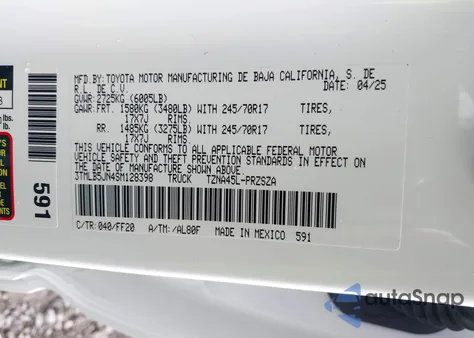 MFD.BY:TOYOTA MOTOR MANUFACTURING DE BAJA CALIFORNIA, S. DE
R.L. DE C.V. DATE: 04/25
GVWR:2725KG (6005LB)
GAWR:FRT. 1580KG (3480LB) WITH 245/70R17 TIRES,
17X7J RIMS
RR. 1485KG (3275LB) WITH 245/70R17 TIRES,
17X7J RIMS
THIS VEHICLE CONFORMS TO ALL APPLICABLE FEDERAL MOTOR
VEHICLE SAFETY, BUMPER AND THEFT PREVENTION STANDARDS IN EFFECT
ON THE DATE OF MANUFACTURE SHOWN ABOVE.
3TMLB5JN4SM128398 TRUCK TZNA45L-PRZSZA
C/TR:040/FF20 A/TM:/AL80F MADE IN MEXICO 591
591
lbs.
lb.
AutoSnap